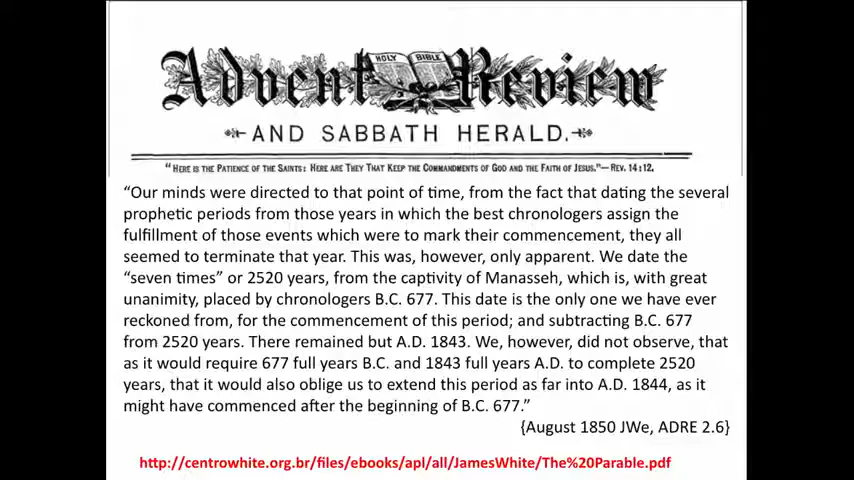 Advent Review
HOLY BIBLE
AND SABBATH HERALD.
"HERE IS THE PATIENCE OF THE SAINTS: HERE ARE THEY THAT KEEP THE COMMANDMENTS OF GOD AND THE FAITH OF JESUS."—REV. 14:12.
“Our minds were directed to that point of time, from the fact that dating the several
prophetic periods from those years in which the best chronologers assign the
fulfillment of those events which were to mark their commencement, they all
seemed to terminate that year. This was, however, only apparent. We date the
“seven times” or 2520 years, from the captivity of Manasseh, which is, with great
unanimity, placed by chronologers B.C. 677. This date is the only one we have ever
reckoned from, for the commencement of this period; and subtracting B.C. 677
from 2520 years. There remained but A.D. 1843. We, however, did not observe, that
as it would require 677 full years B.C. and 1843 full years A.D. to complete 2520
years, that it would also oblige us to extend this period as far into A.D. 1844, as it
might have commenced after the beginning of B.C. 677.”
{August 1850 JWe, ADRE 2.6}
http://centrowhite.org.br/files/ebooks/apl/all/JamesWhite/The%20Parable.pdf